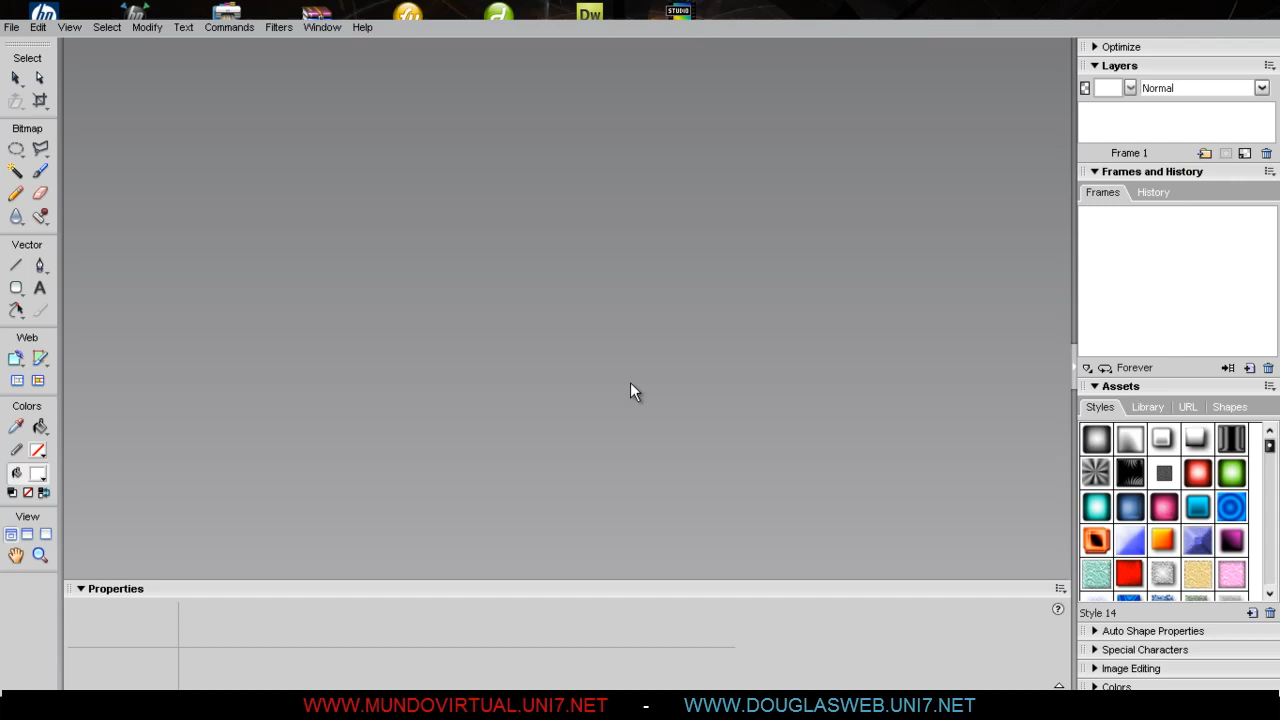 STUDIO
Dw
File Edit View Select Modify Text Commands Filters Window Help
Select
Bitmap
Vector
A
Web
Colors
View
Optimize
Layers
Normal
Frame 1
Frames and History
Frames History
Forever
Assets
Styles Library URL Shapes
Style 14
Auto Shape Properties
Special Characters
Image Editing
Colors
Properties
?
WWW.MUNDOVIRTUAL.UNI7.NET - WWW.DOUGLASWEB.UNI7.NET